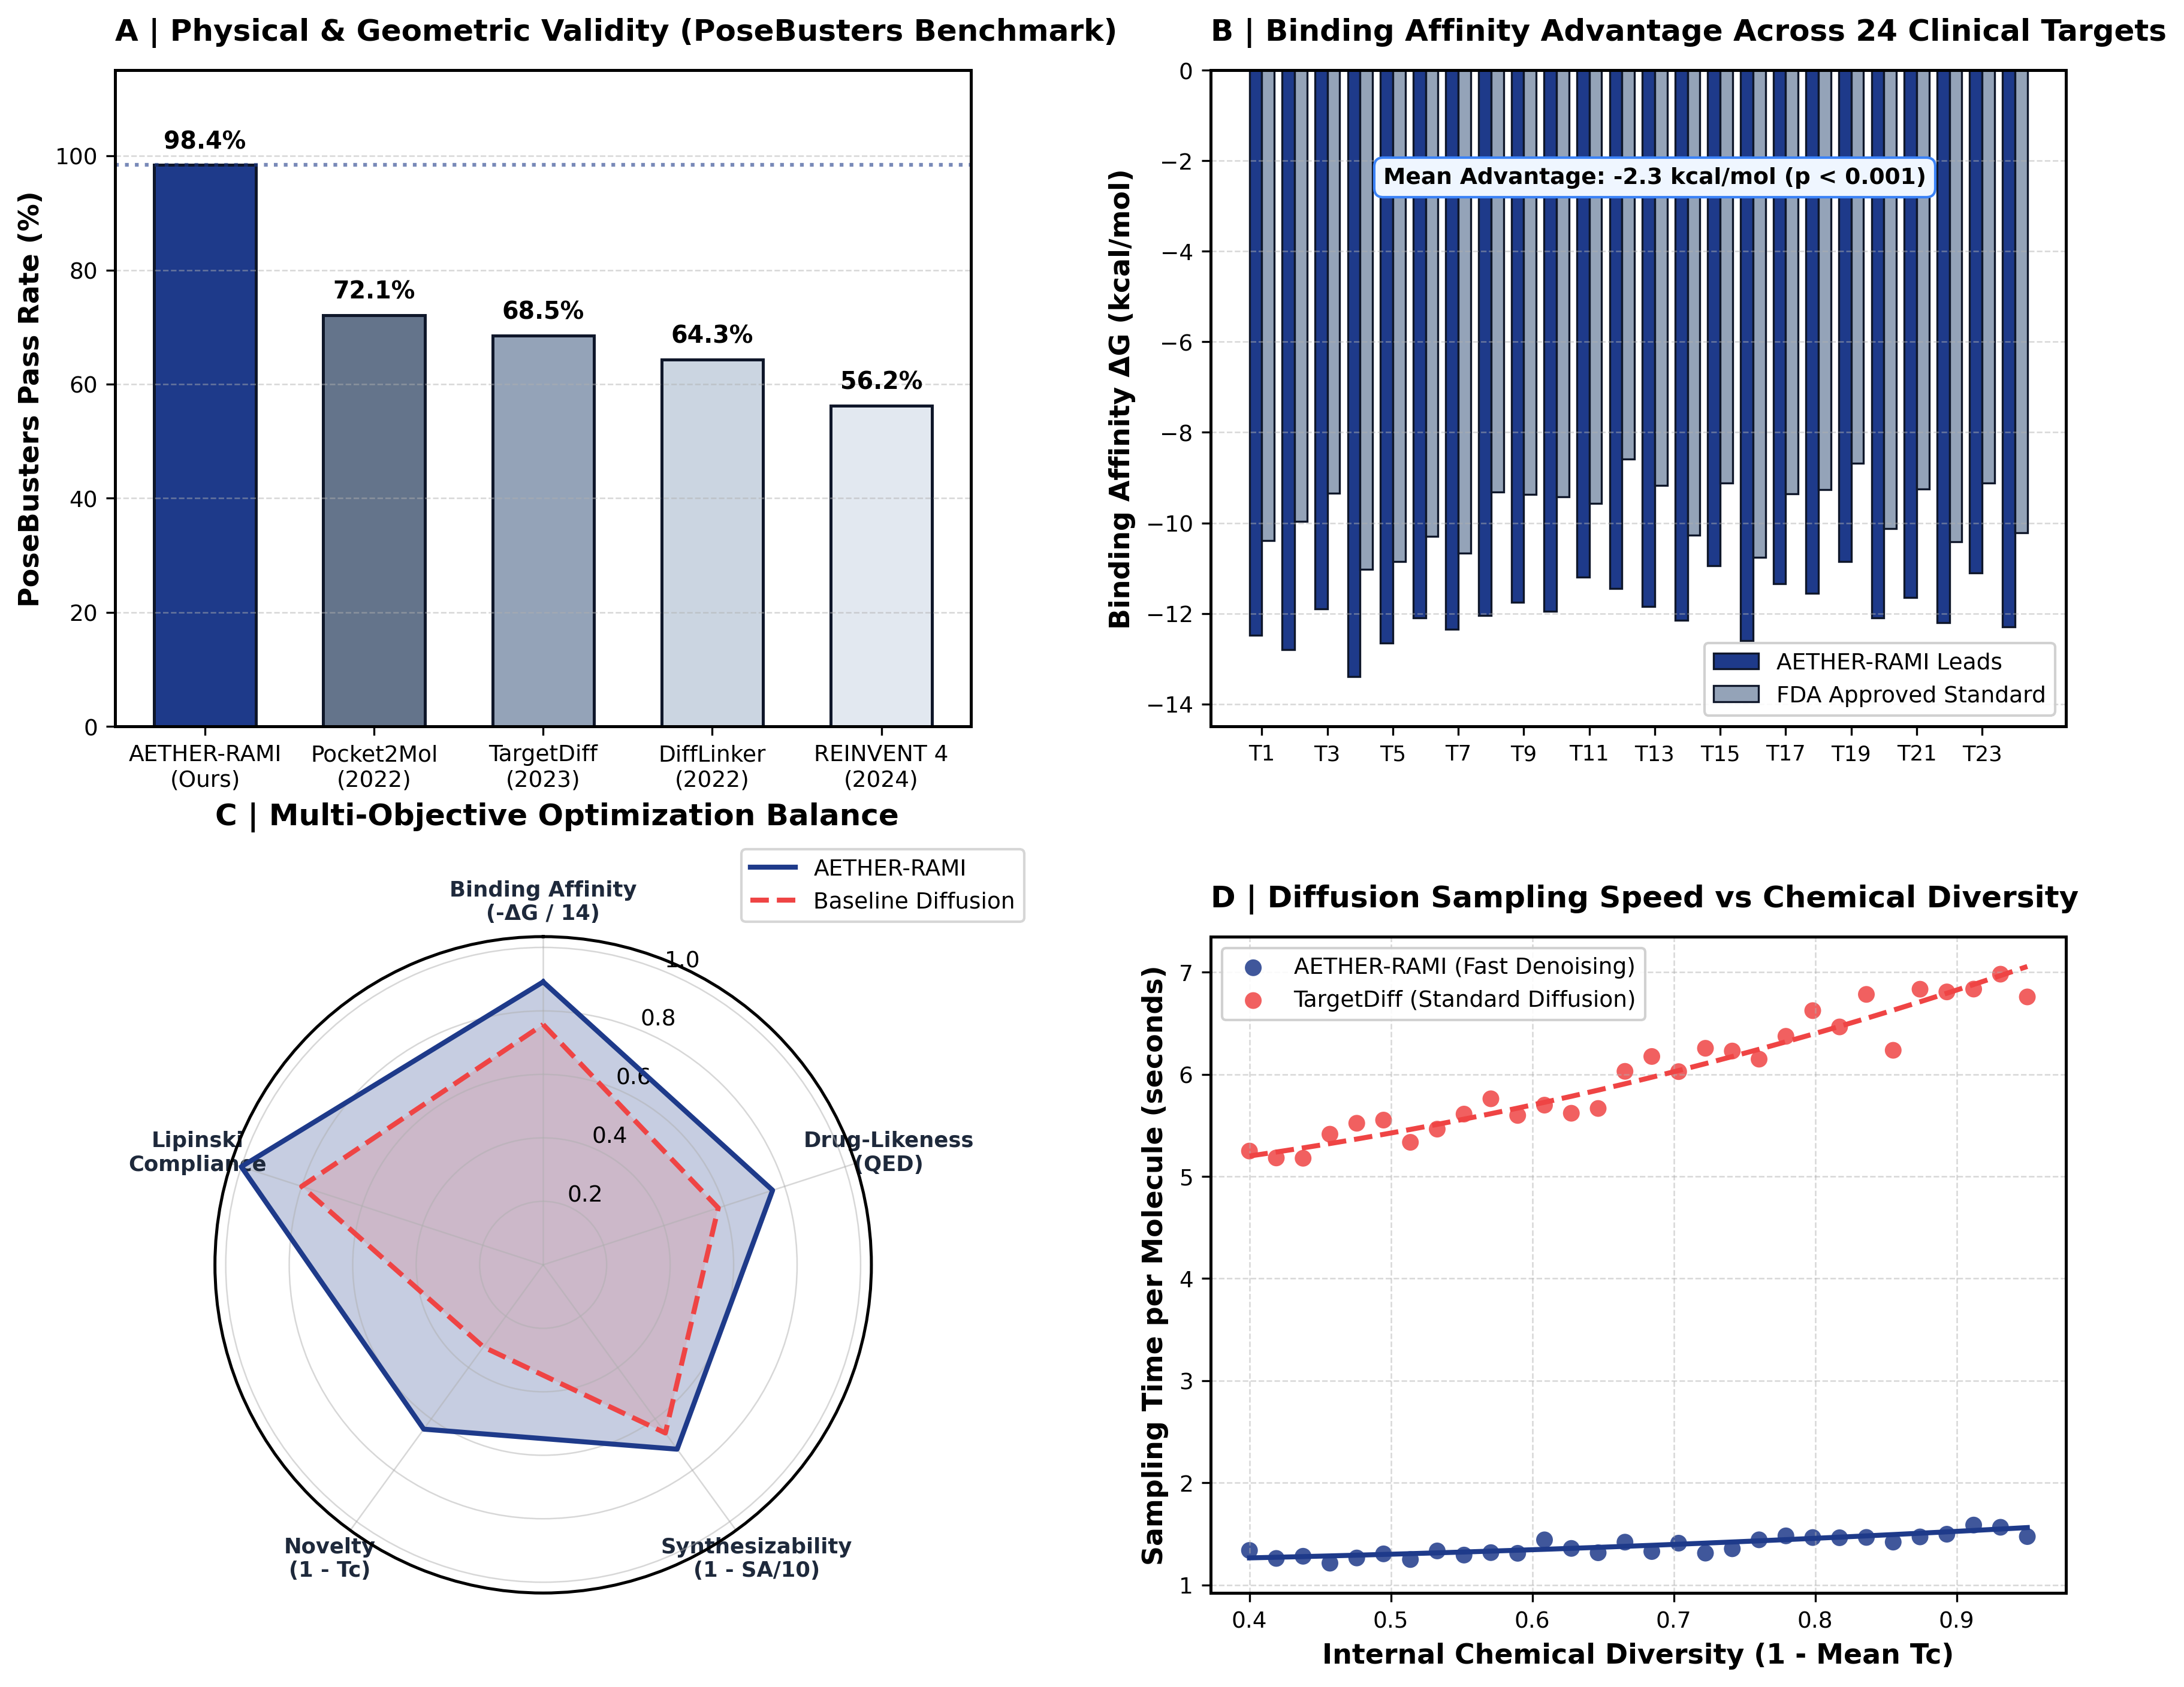 A | Physical & Geometric Validity (PoseBusters Benchmark)
PoseBusters Pass Rate (%)
100
80
60
40
20
0
98.4%
72.1%
68.5%
64.3%
56.2%
AETHER-RAMI
(Ours)
Pocket2Mol
(2022)
TargetDiff
(2023)
DiffLinker
(2022)
REINVENT 4
(2024)
B | Binding Affinity Advantage Across 24 Clinical Targets
Binding Affinity ΔG (kcal/mol)
0
−2
−4
−6
−8
−10
−12
−14
Mean Advantage: -2.3 kcal/mol (p < 0.001)
AETHER-RAMI Leads
FDA Approved Standard
T1
T3
T5
T7
T9
T11
T13
T15
T17
T19
T21
T23
C | Multi-Objective Optimization Balance
AETHER-RAMI
Baseline Diffusion
Binding Affinity
(-ΔG / 14)
1.0
0.8
0.6
0.4
0.2
Drug-Likeness
(QED)
Lipinski
Compliance
Novelty
(1 - Tc)
Synthesizability
(1 - SA/10)
D | Diffusion Sampling Speed vs Chemical Diversity
AETHER-RAMI (Fast Denoising)
TargetDiff (Standard Diffusion)
Sampling Time per Molecule (seconds)
7
6
5
4
3
2
1
0.4
0.5
0.6
0.7
0.8
0.9
Internal Chemical Diversity (1 - Mean Tc)